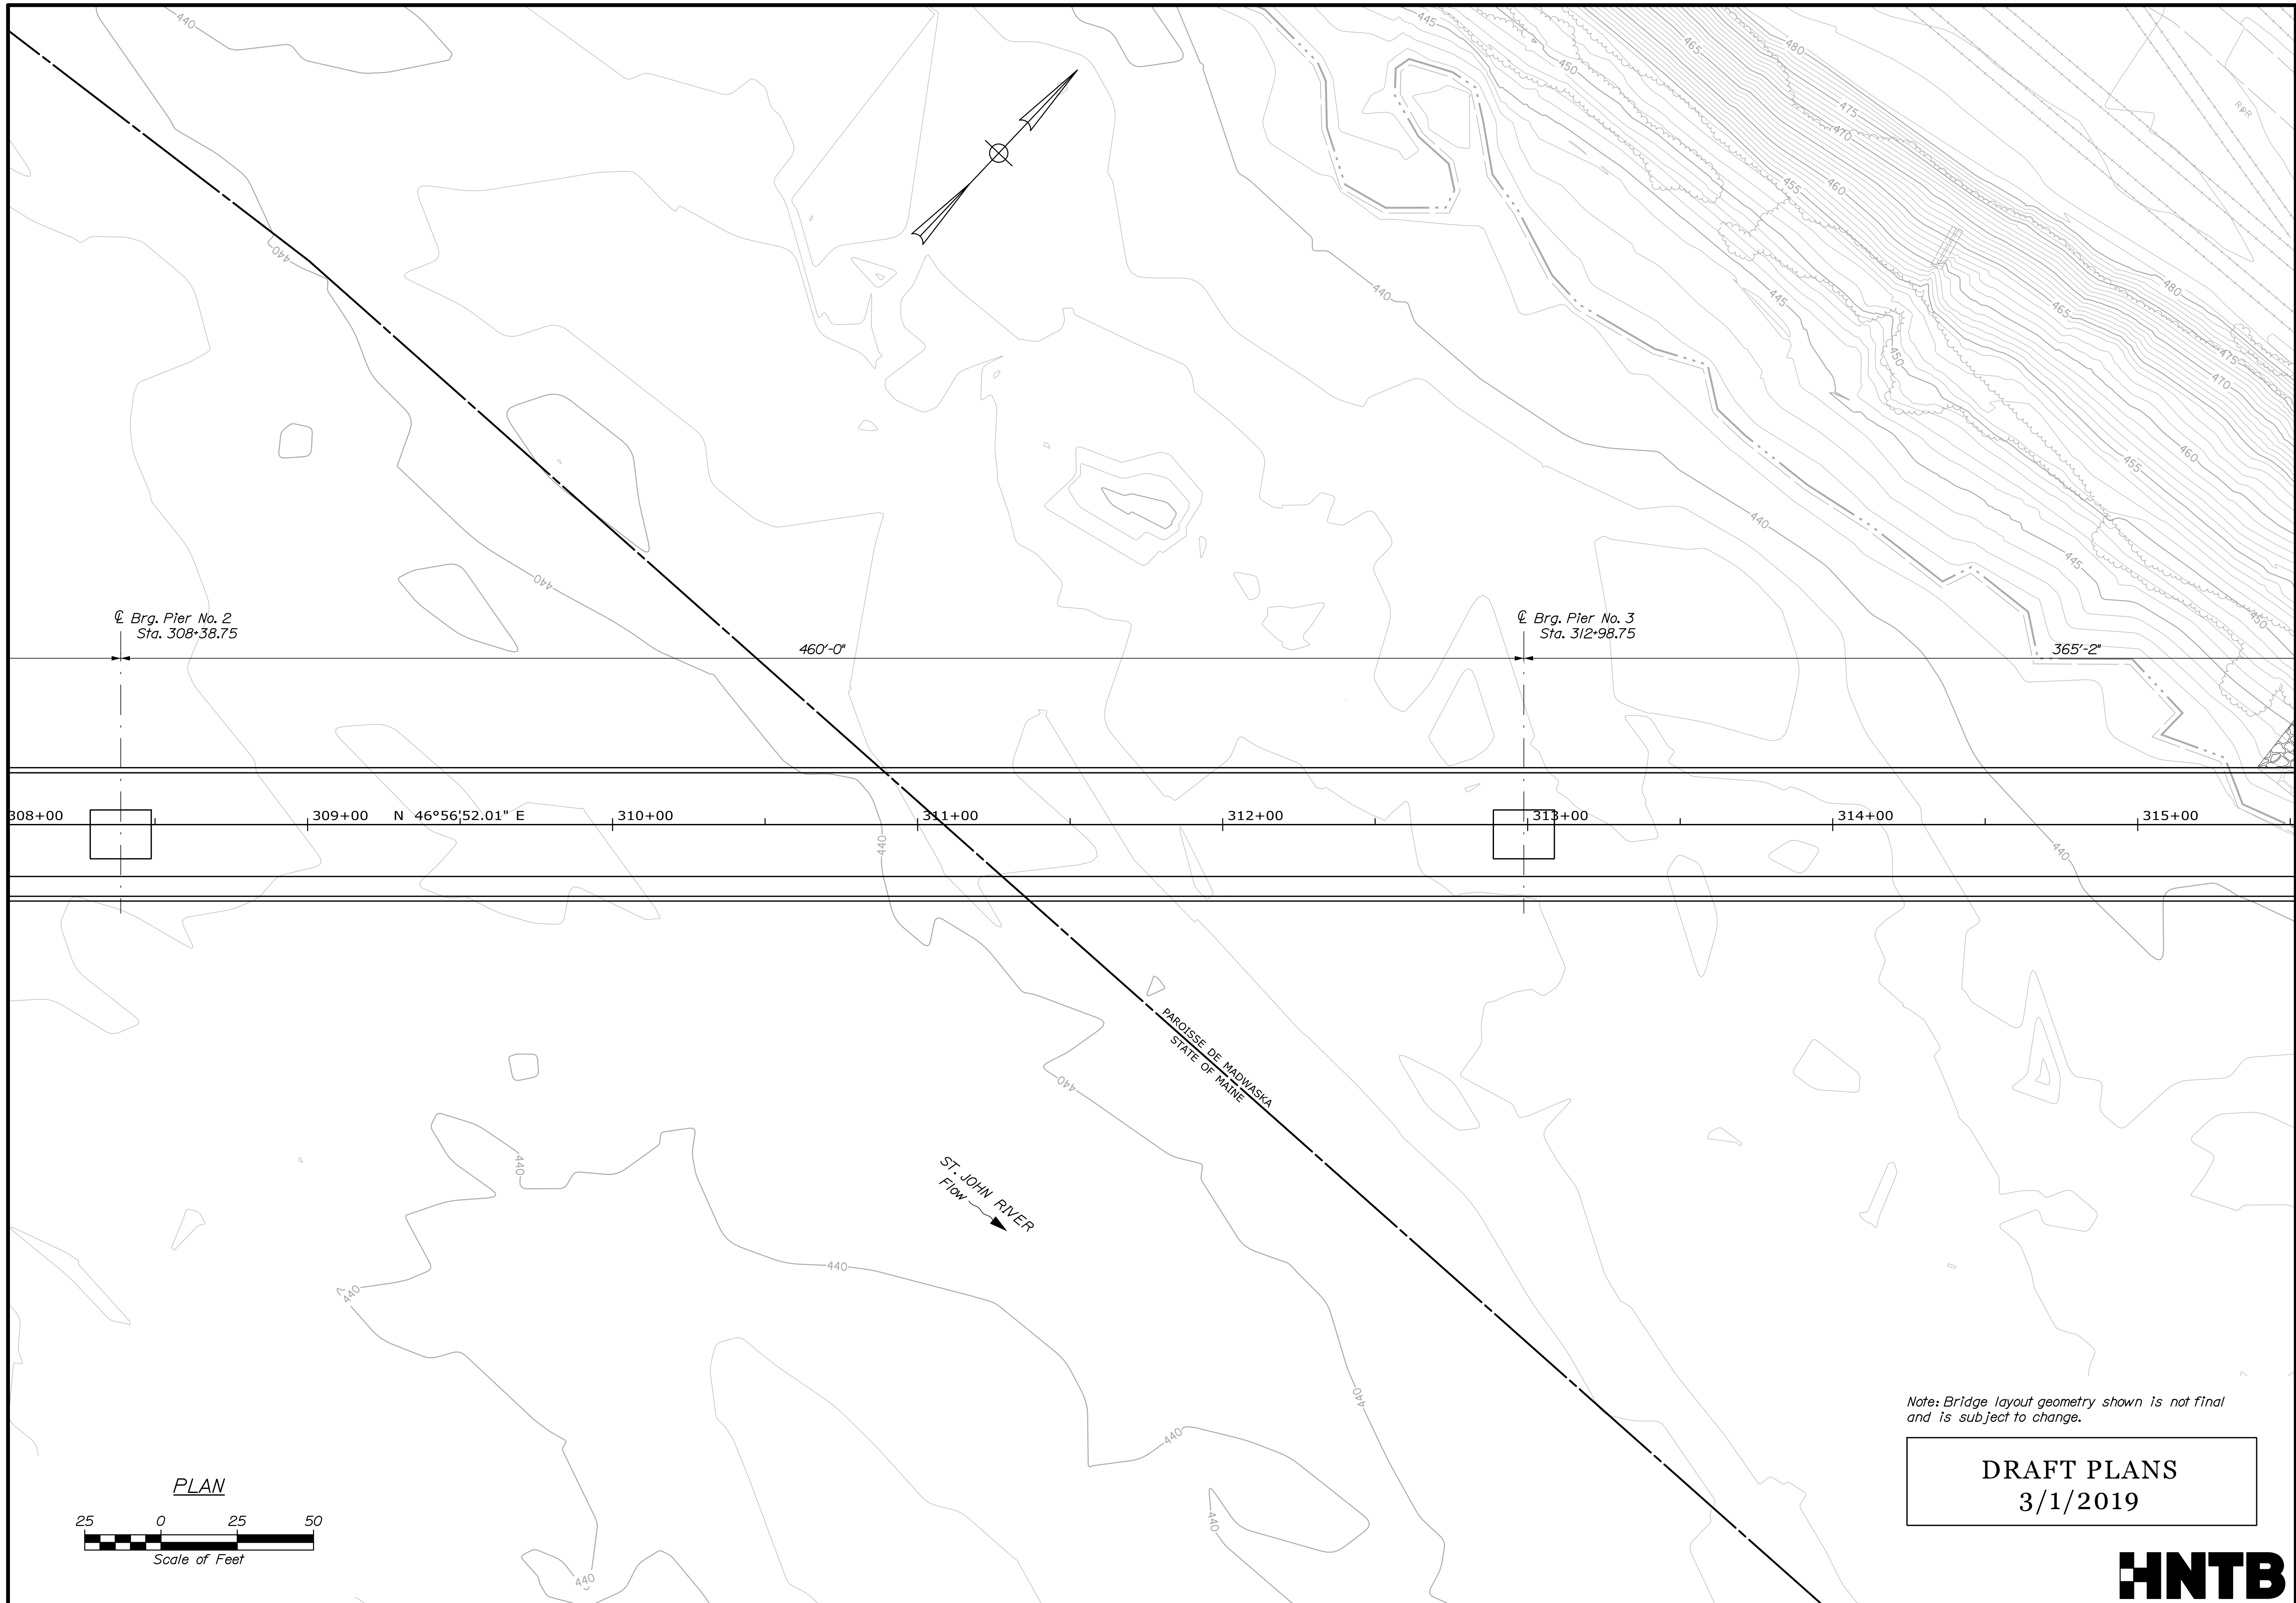 440
445
450
465
480
475
470
455
460
R&R
440
440
445
480
465
450
475
470
440
455
460
440
445
450
℄ Brg. Pier No. 2
Sta. 308+38.75
460'-0"
℄ Brg. Pier No. 3
Sta. 312+98.75
365'-2"
308+00
309+00
N 46°56'52.01" E
310+00
311+00
312+00
313+00
314+00
315+00
440
440
PAROISSE DE MADWASKA
STATE OF MAINE
440
440
ST. JOHN RIVER
Flow
440
440
440
440
440
440
Note: Bridge layout geometry shown is not final
and is subject to change.
DRAFT PLANS
3/1/2019
PLAN
25 0 25 50
Scale of Feet
HNTB